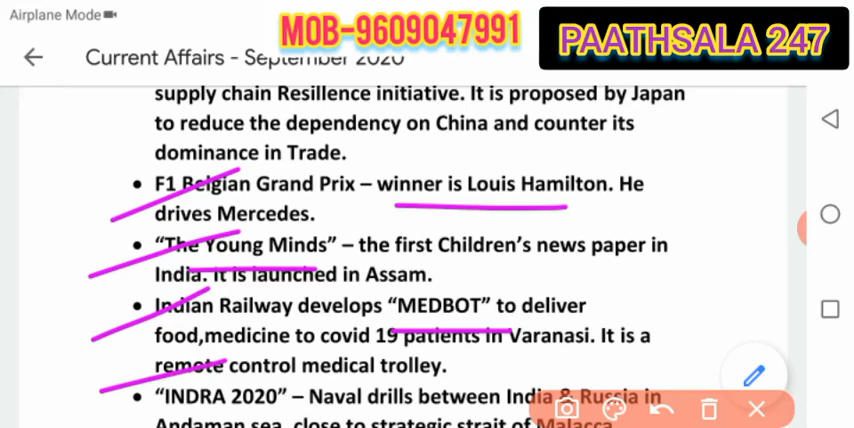 Airplane Mode
MOB-9609047991
PAATHSALA 247
Current Affairs - September 2020
supply chain Resillence initiative. It is proposed by Japan
to reduce the dependency on China and counter its
dominance in Trade.
• F1 Belgian Grand Prix – winner is Louis Hamilton. He
drives Mercedes.
• “The Young Minds” – the first Children’s news paper in
India. It is launched in Assam.
• Indian Railway develops “MEDBOT” to deliver
food,medicine to covid 19 patients in Varanasi. It is a
remote control medical trolley.
• “INDRA 2020” – Naval drills between India & Russia in
Andaman sea, close to strategic strait of Malacca